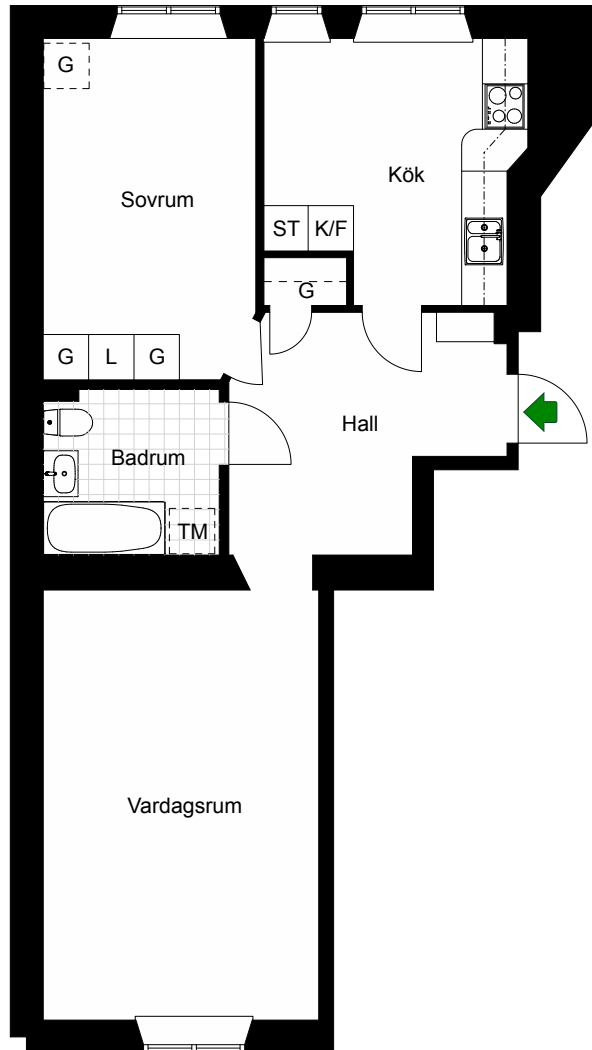 G
Sovrum
Kök
ST K/F
G
G L G
Hall
Badrum
TM
Vardagsrum